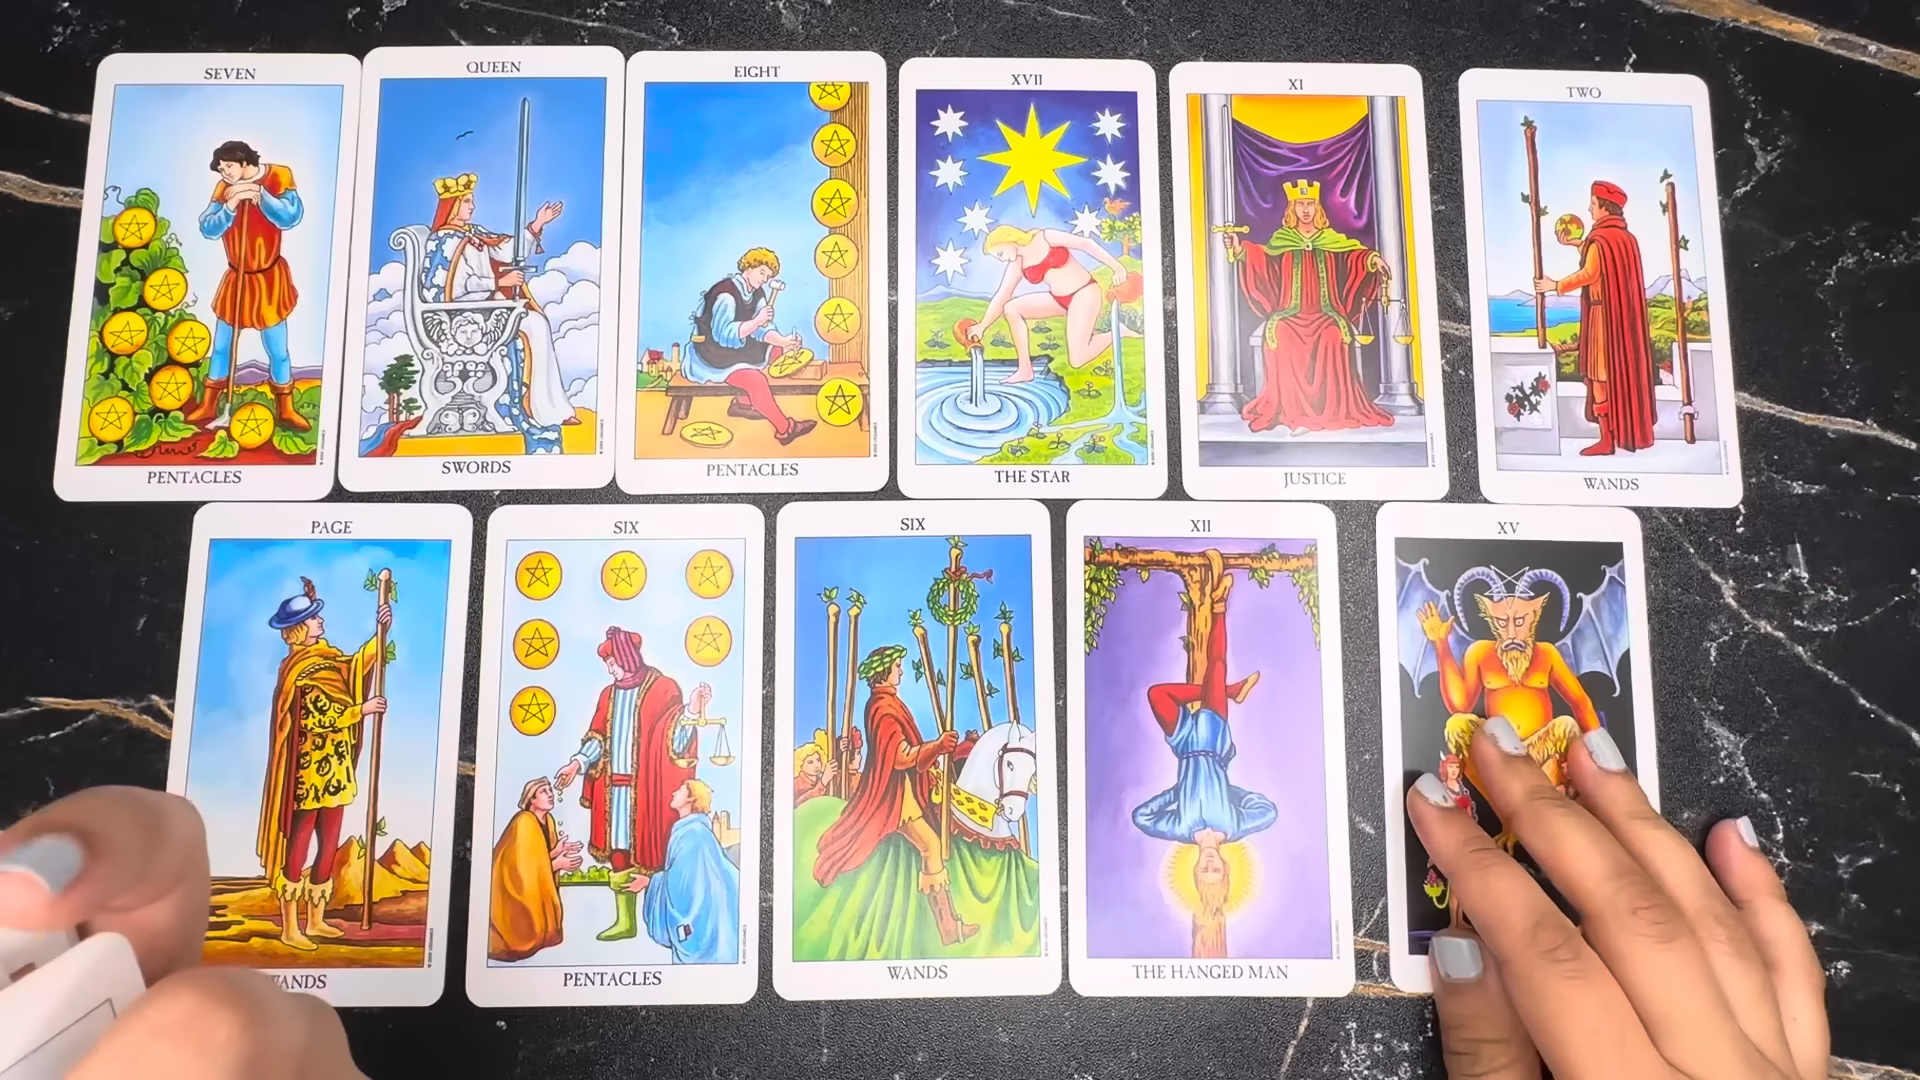 SEVEN
PENTACLES
QUEEN
SWORDS
EIGHT
PENTACLES
XVII
THE STAR
XI
JUSTICE
TWO
WANDS
PAGE
WANDS
SIX
PENTACLES
SIX
WANDS
XII
THE HANGED MAN
XV